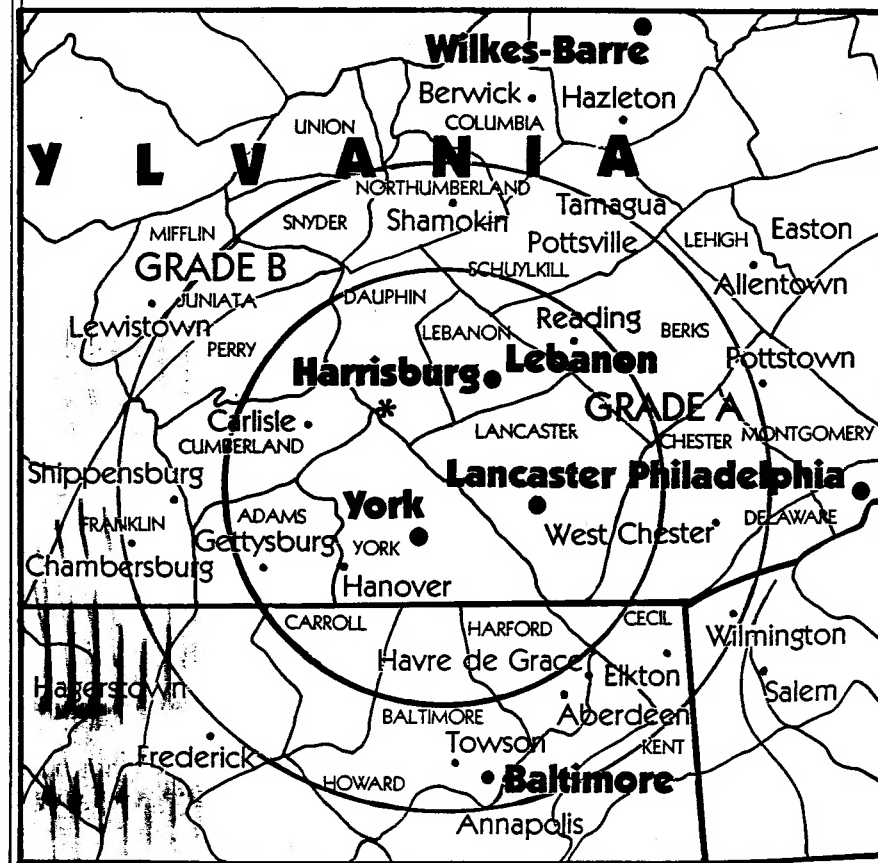 Wilkes-Barre
Berwick Hazleton
UNION COLUMBIA
Y L V A N I A
NORTHUMBERLAND
MIFFLIN SNYDER Shamokin Tamagua
Pottsville LEHIGH Easton
GRADE B SCHUYLKILL Allentown
JUNIATA DAUPHIN
Lewistown LEBANON Reading BERKS
PERRY Harrisburg Lebanon Pottstown
* GRADE A
Carlisle LANCASTER CHESTER MONTGOMERY
CUMBERLAND
Shippensburg Lancaster Philadelphia
FRANKLIN ADAMS York DELAWARE
Gettysburg YORK West Chester
Chambersburg Hanover
CARROLL HARFORD CECIL Wilmington
Havre de Grace Elkton
Hagerstown Salem
BALTIMORE Aberdeen
Frederick Towson KENT
HOWARD Baltimore
Annapolis